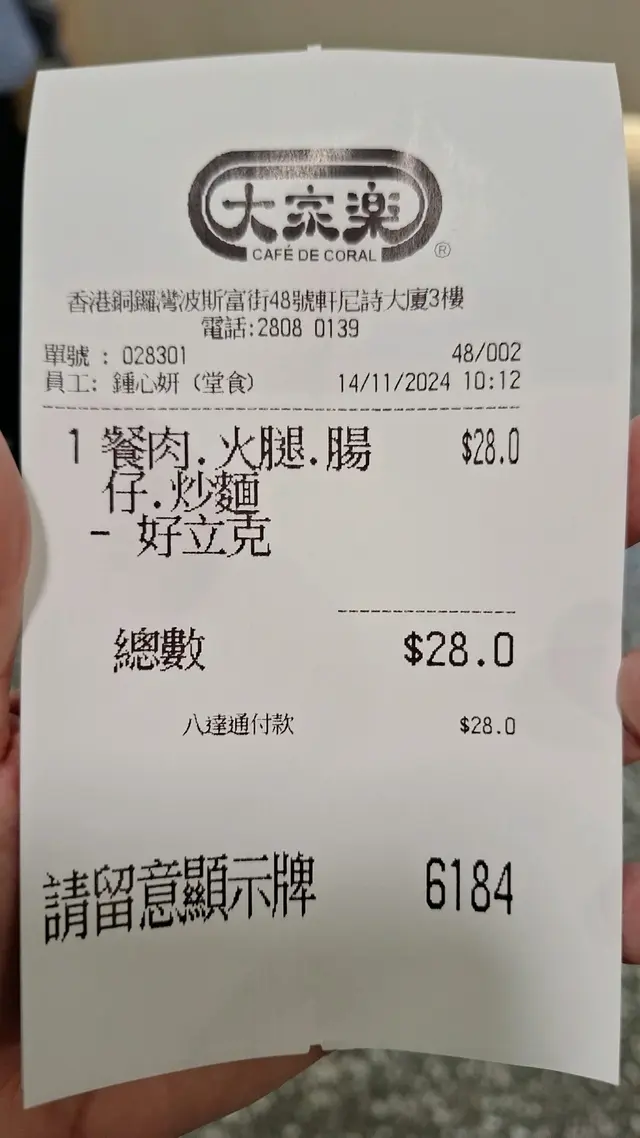 大家樂
CAFÉ DE CORAL ®
香港銅鑼灣波斯富街48號軒尼詩大廈3樓
電話:2808 0139
單號 : 028301 48/002
員工: 鍾心妍 (堂食) 14/11/2024 10:12
1 餐肉.火腿.腸 $28.0
仔.炒麵
- 好立克
總數 $28.0
八達通付款 $28.0
請留意顯示牌 6184